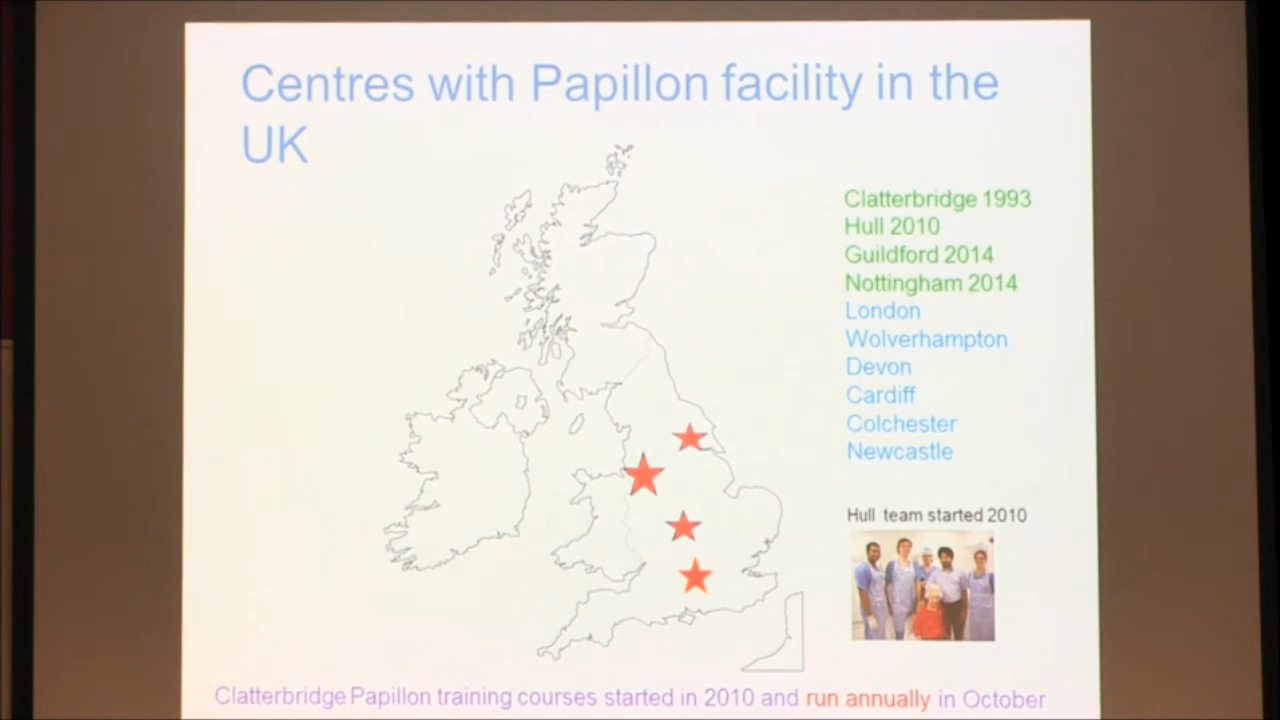 Centres with Papillon facility in the
UK
Clatterbridge 1993
Hull 2010
Guildford 2014
Nottingham 2014
London
Wolverhampton
Devon
Cardiff
Colchester
Newcastle
Hull team started 2010
Clatterbridge Papillon training courses started in 2010 and run annually in October